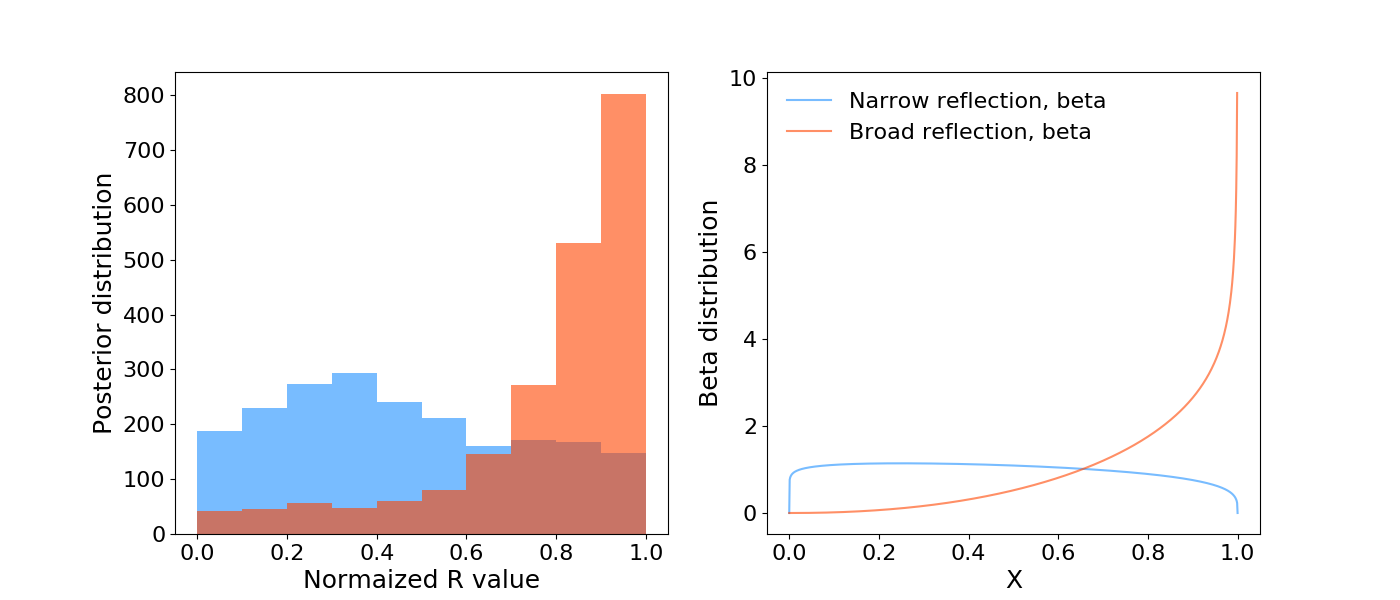 Posterior distribution
800
700
600
500
400
300
200
100
0
0.0 0.2 0.4 0.6 0.8 1.0
Normaized R value
Beta distribution
10
8
6
4
2
0
Narrow reflection, beta
Broad reflection, beta
0.0 0.2 0.4 0.6 0.8 1.0
X